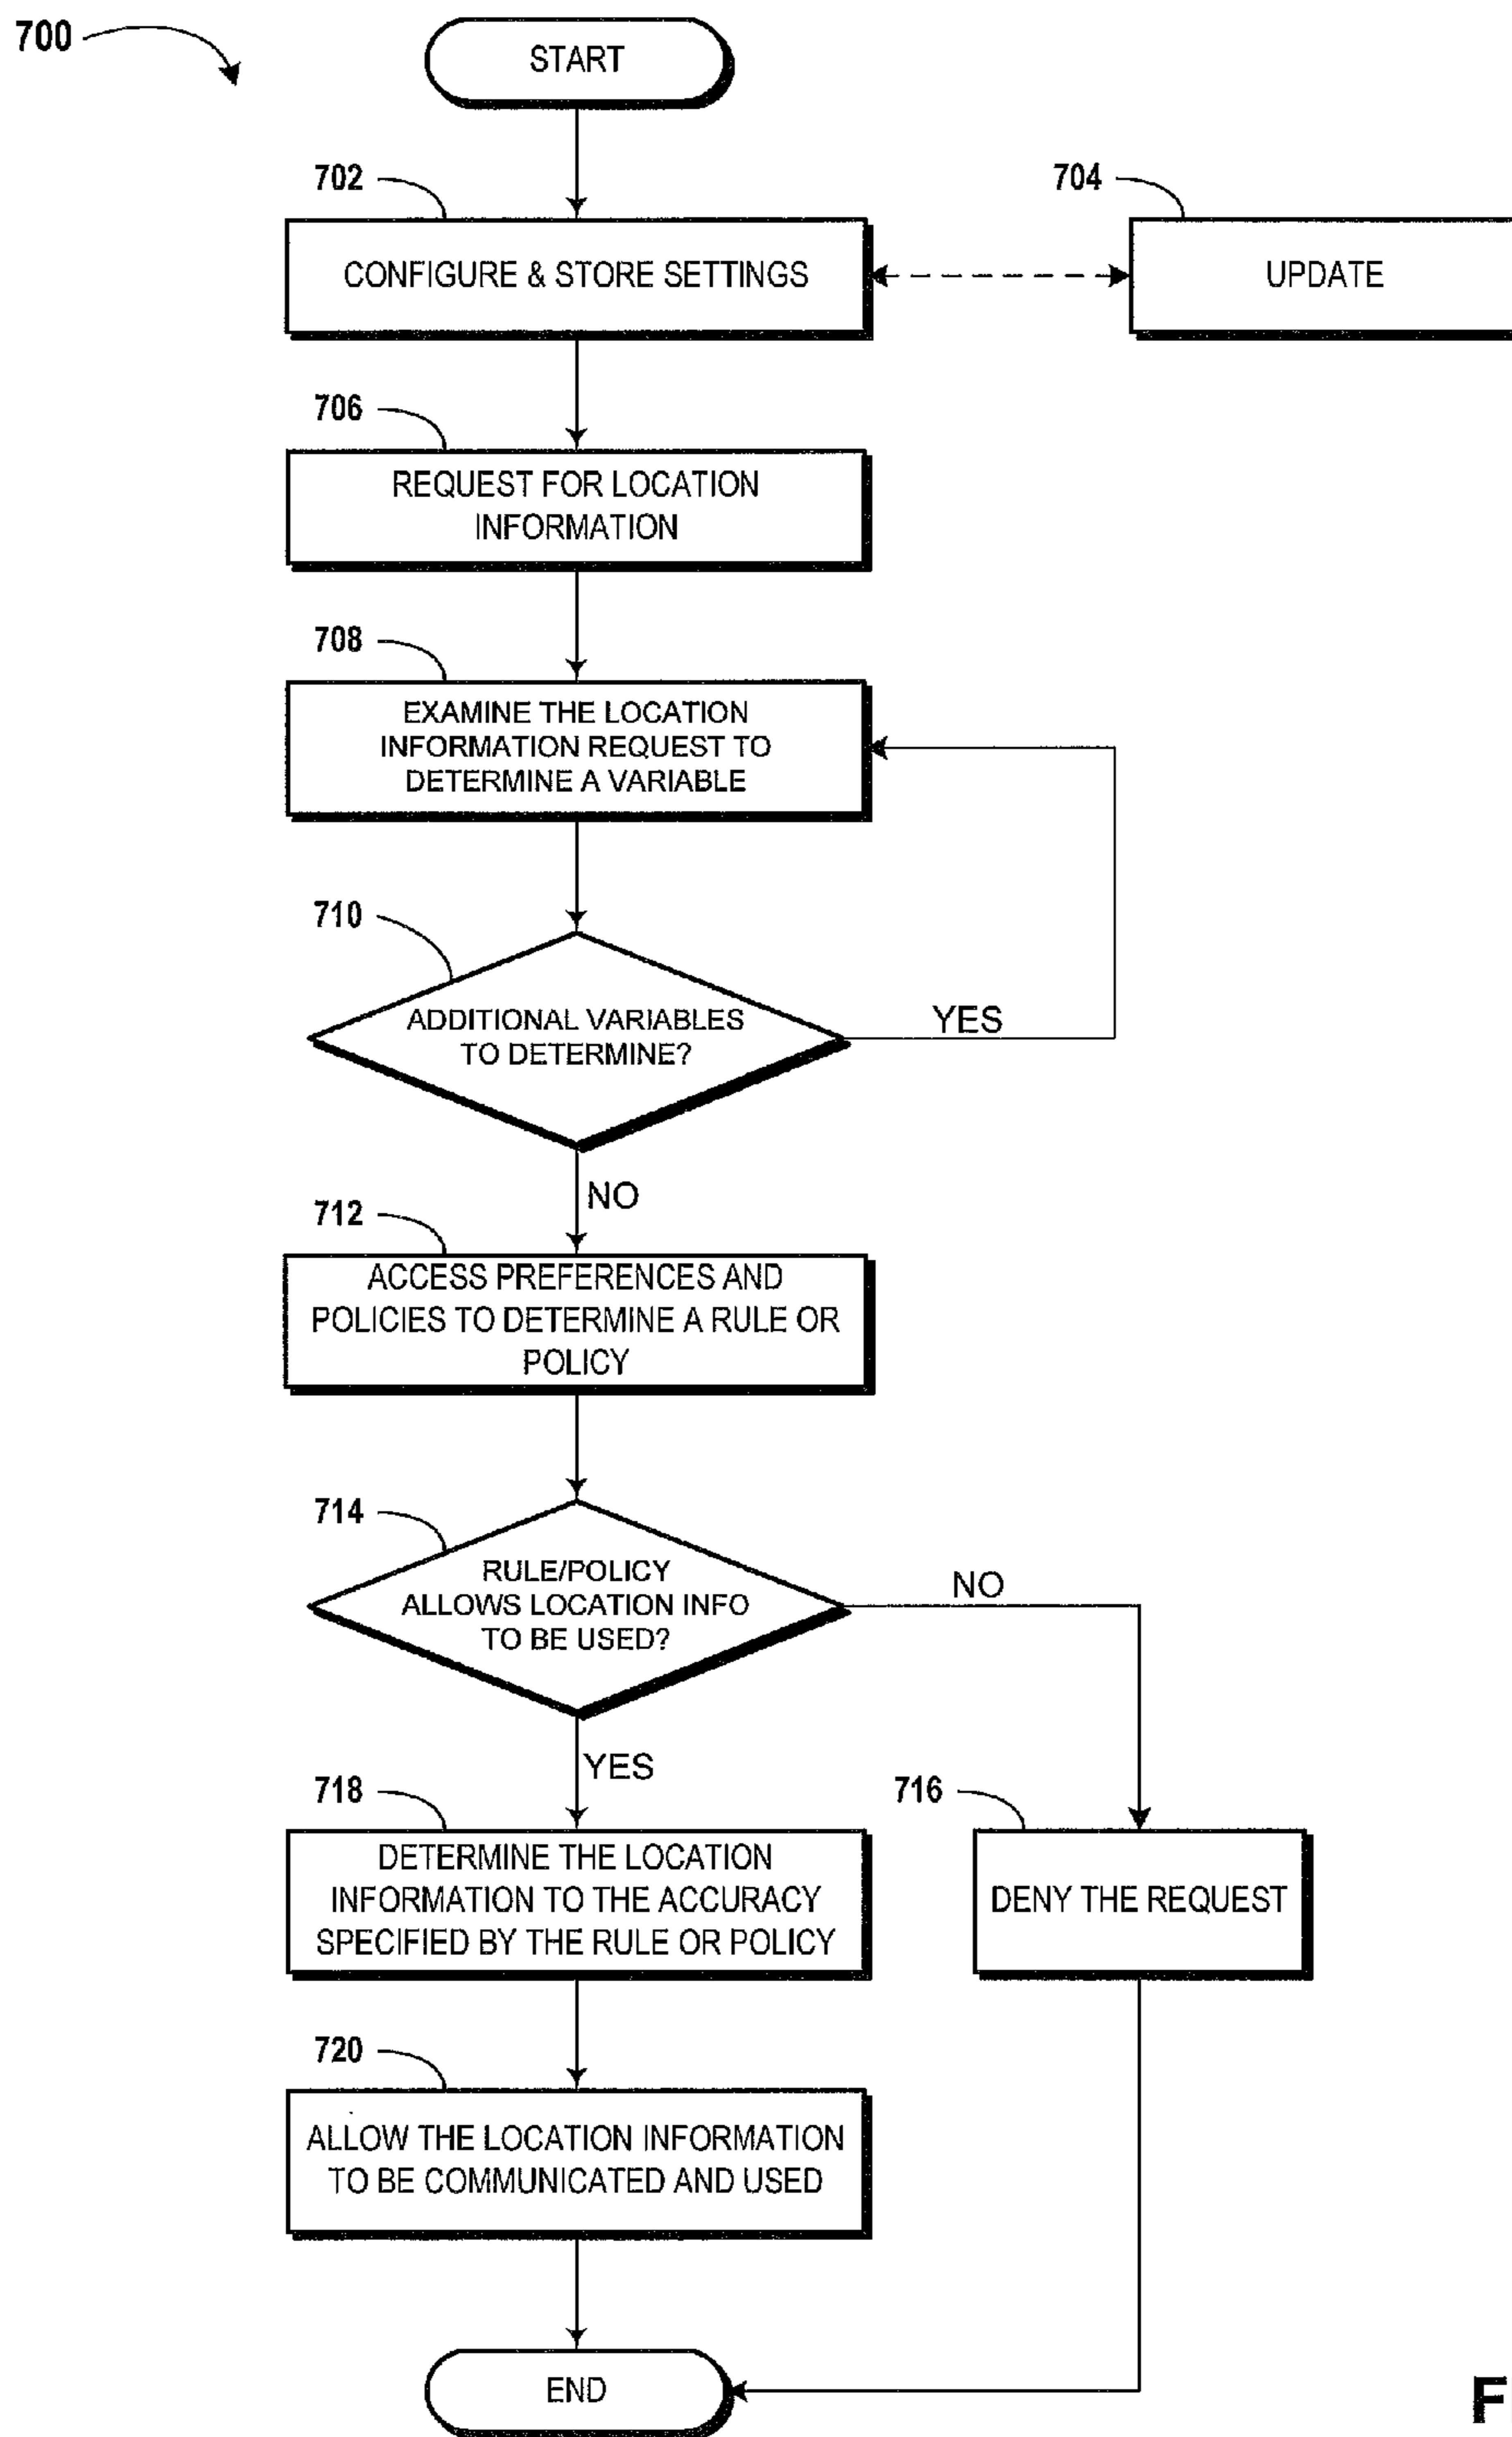 700
START
702
704
CONFIGURE & STORE SETTINGS
UPDATE
706
REQUEST FOR LOCATION
INFORMATION
708
EXAMINE THE LOCATION
INFORMATION REQUEST TO
DETERMINE A VARIABLE
710
ADDITIONAL VARIABLES
TO DETERMINE?
YES
NO
712
ACCESS PREFERENCES AND
POLICIES TO DETERMINE A RULE OR
POLICY
714
RULE/POLICY
ALLOWS LOCATION INFO
TO BE USED?
NO
YES
718
716
DETERMINE THE LOCATION
INFORMATION TO THE ACCURACY
SPECIFIED BY THE RULE OR POLICY
DENY THE REQUEST
720
ALLOW THE LOCATION INFORMATION
TO BE COMMUNICATED AND USED
END